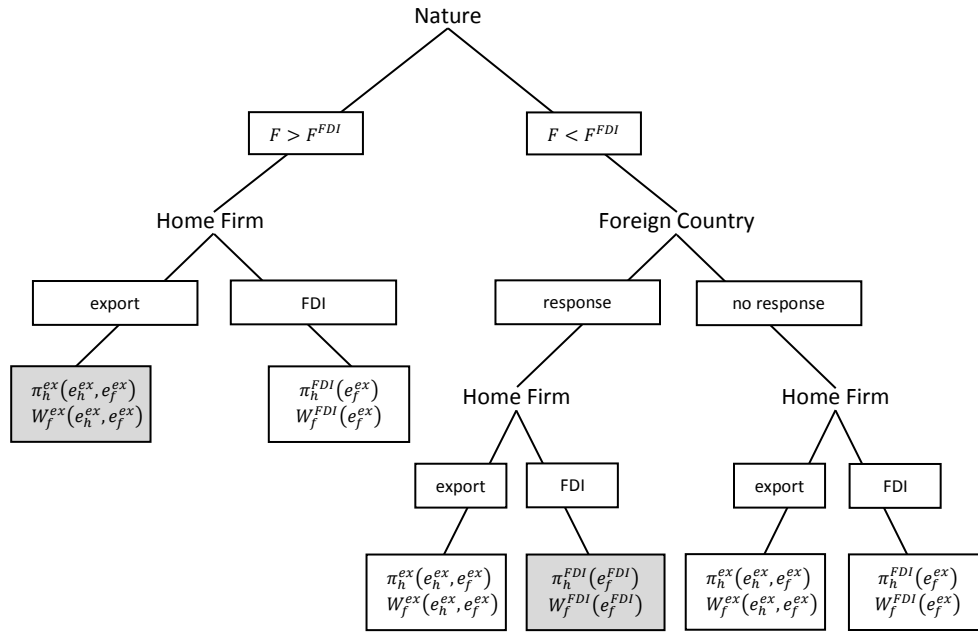 Nature
F > F^{FDI}
F < F^{FDI}
Home Firm
Foreign Country
export
FDI
response
no response
π_h^{ex}(e_h^{ex}, e_f^{ex})
W_f^{ex}(e_h^{ex}, e_f^{ex})
π_h^{FDI}(e_f^{ex})
W_f^{FDI}(e_f^{ex})
Home Firm
Home Firm
export
FDI
export
FDI
π_h^{ex}(e_h^{ex}, e_f^{ex})
W_f^{ex}(e_h^{ex}, e_f^{ex})
π_h^{FDI}(e_f^{FDI})
W_f^{FDI}(e_f^{FDI})
π_h^{ex}(e_h^{ex}, e_f^{ex})
W_f^{ex}(e_h^{ex}, e_f^{ex})
π_h^{FDI}(e_f^{ex})
W_f^{FDI}(e_f^{ex})